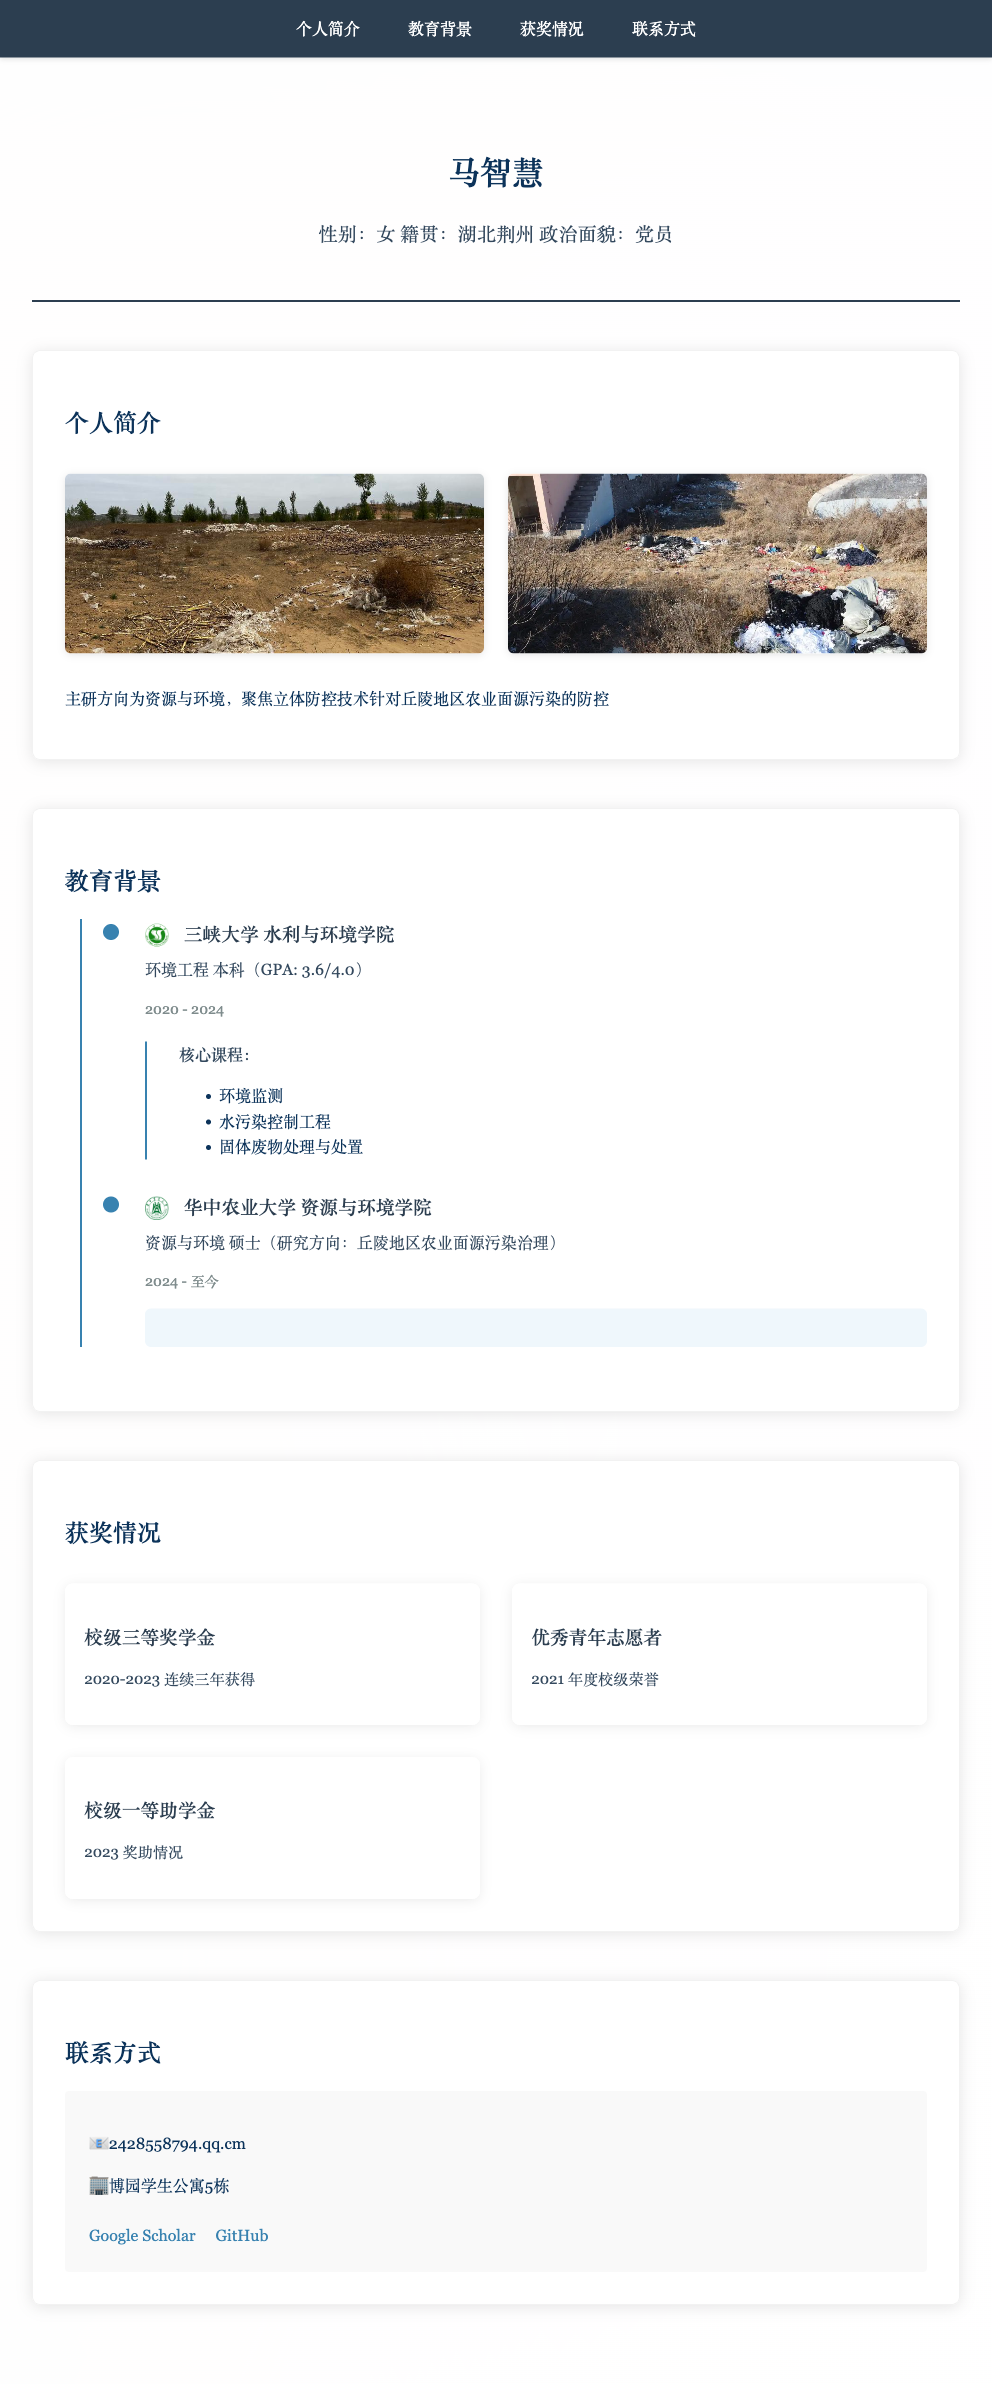 个人简介 教育背景 获奖情况 联系方式
马智慧
性别：女 籍贯：湖北荆州 政治面貌：党员
个人简介
主研方向为资源与环境，聚焦立体防控技术针对丘陵地区农业面源污染的防控
教育背景
三峡大学 水利与环境学院
环境工程 本科（GPA: 3.6/4.0）
2020 - 2024
核心课程：
• 环境监测
• 水污染控制工程
• 固体废物处理与处置
华中农业大学 资源与环境学院
资源与环境 硕士（研究方向：丘陵地区农业面源污染治理）
2024 - 至今
获奖情况
校级三等奖学金
2020-2023 连续三年获得
优秀青年志愿者
2021 年度校级荣誉
校级一等助学金
2023 奖助情况
联系方式
📧2428558794.qq.cm
🏢博园学生公寓5栋
Google Scholar GitHub